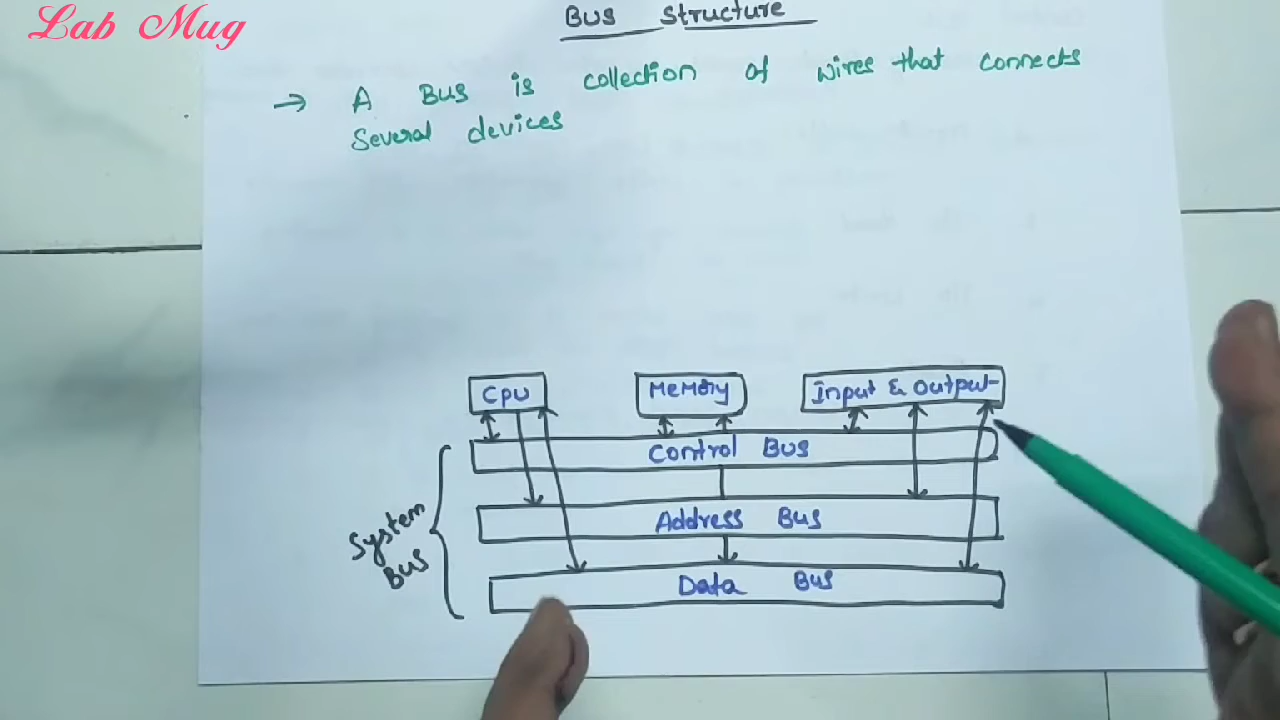 Lab Mug
Bus Structure
→ A Bus is collection of wires that connects
Several devices
CPU
Memory
Input & Output
Control Bus
Address Bus
Data Bus
System
Bus